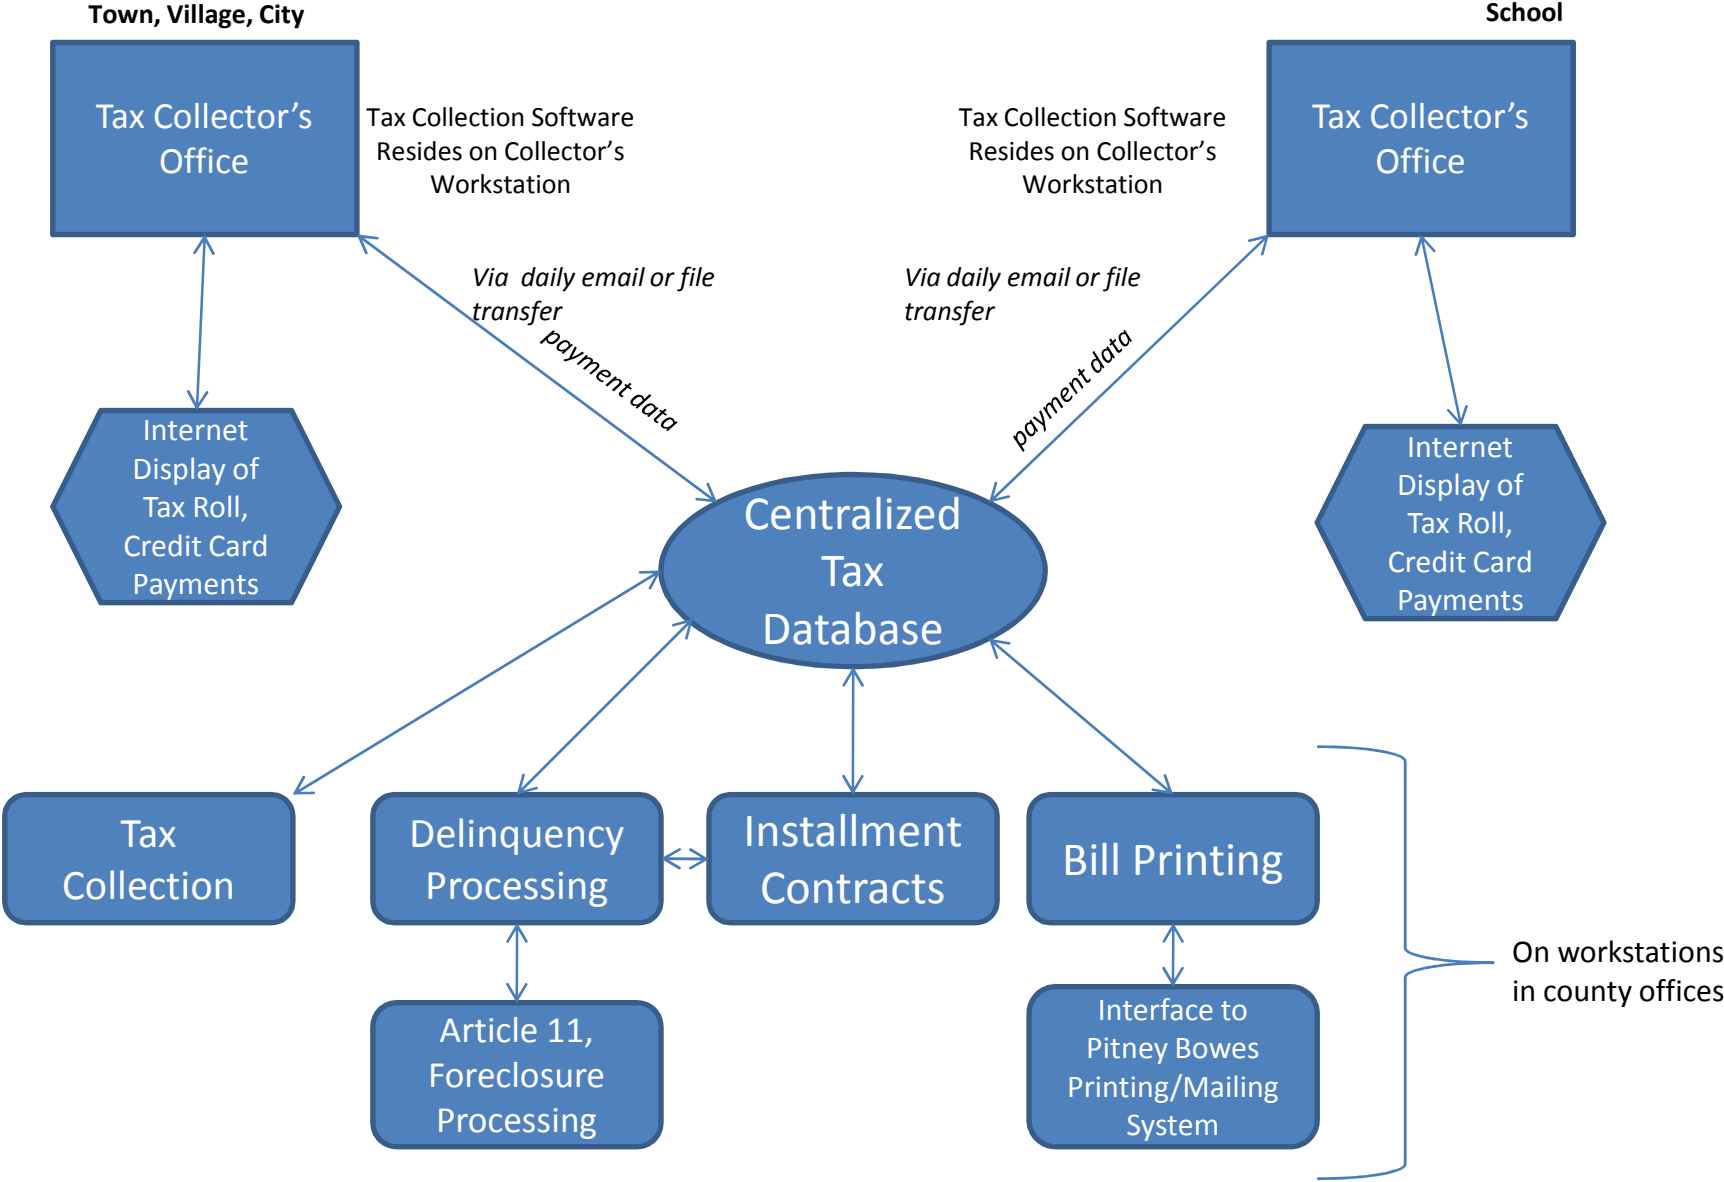 Town, Village, City
School
Tax Collector’s
Office
Tax Collection Software
Resides on Collector’s
Workstation
Tax Collection Software
Resides on Collector’s
Workstation
Tax Collector’s
Office
Via  daily email or file
transfer
payment data
Via daily email or file
transfer
payment data
Internet
Display of
Tax Roll,
Credit Card
Payments
Internet
Display of
Tax Roll,
Credit Card
Payments
Centralized
Tax
Database
Tax
Collection
Delinquency
Processing
Installment
Contracts
Bill Printing
On workstations
in county offices
Article 11,
Foreclosure
Processing
Interface to
Pitney Bowes
Printing/Mailing
System